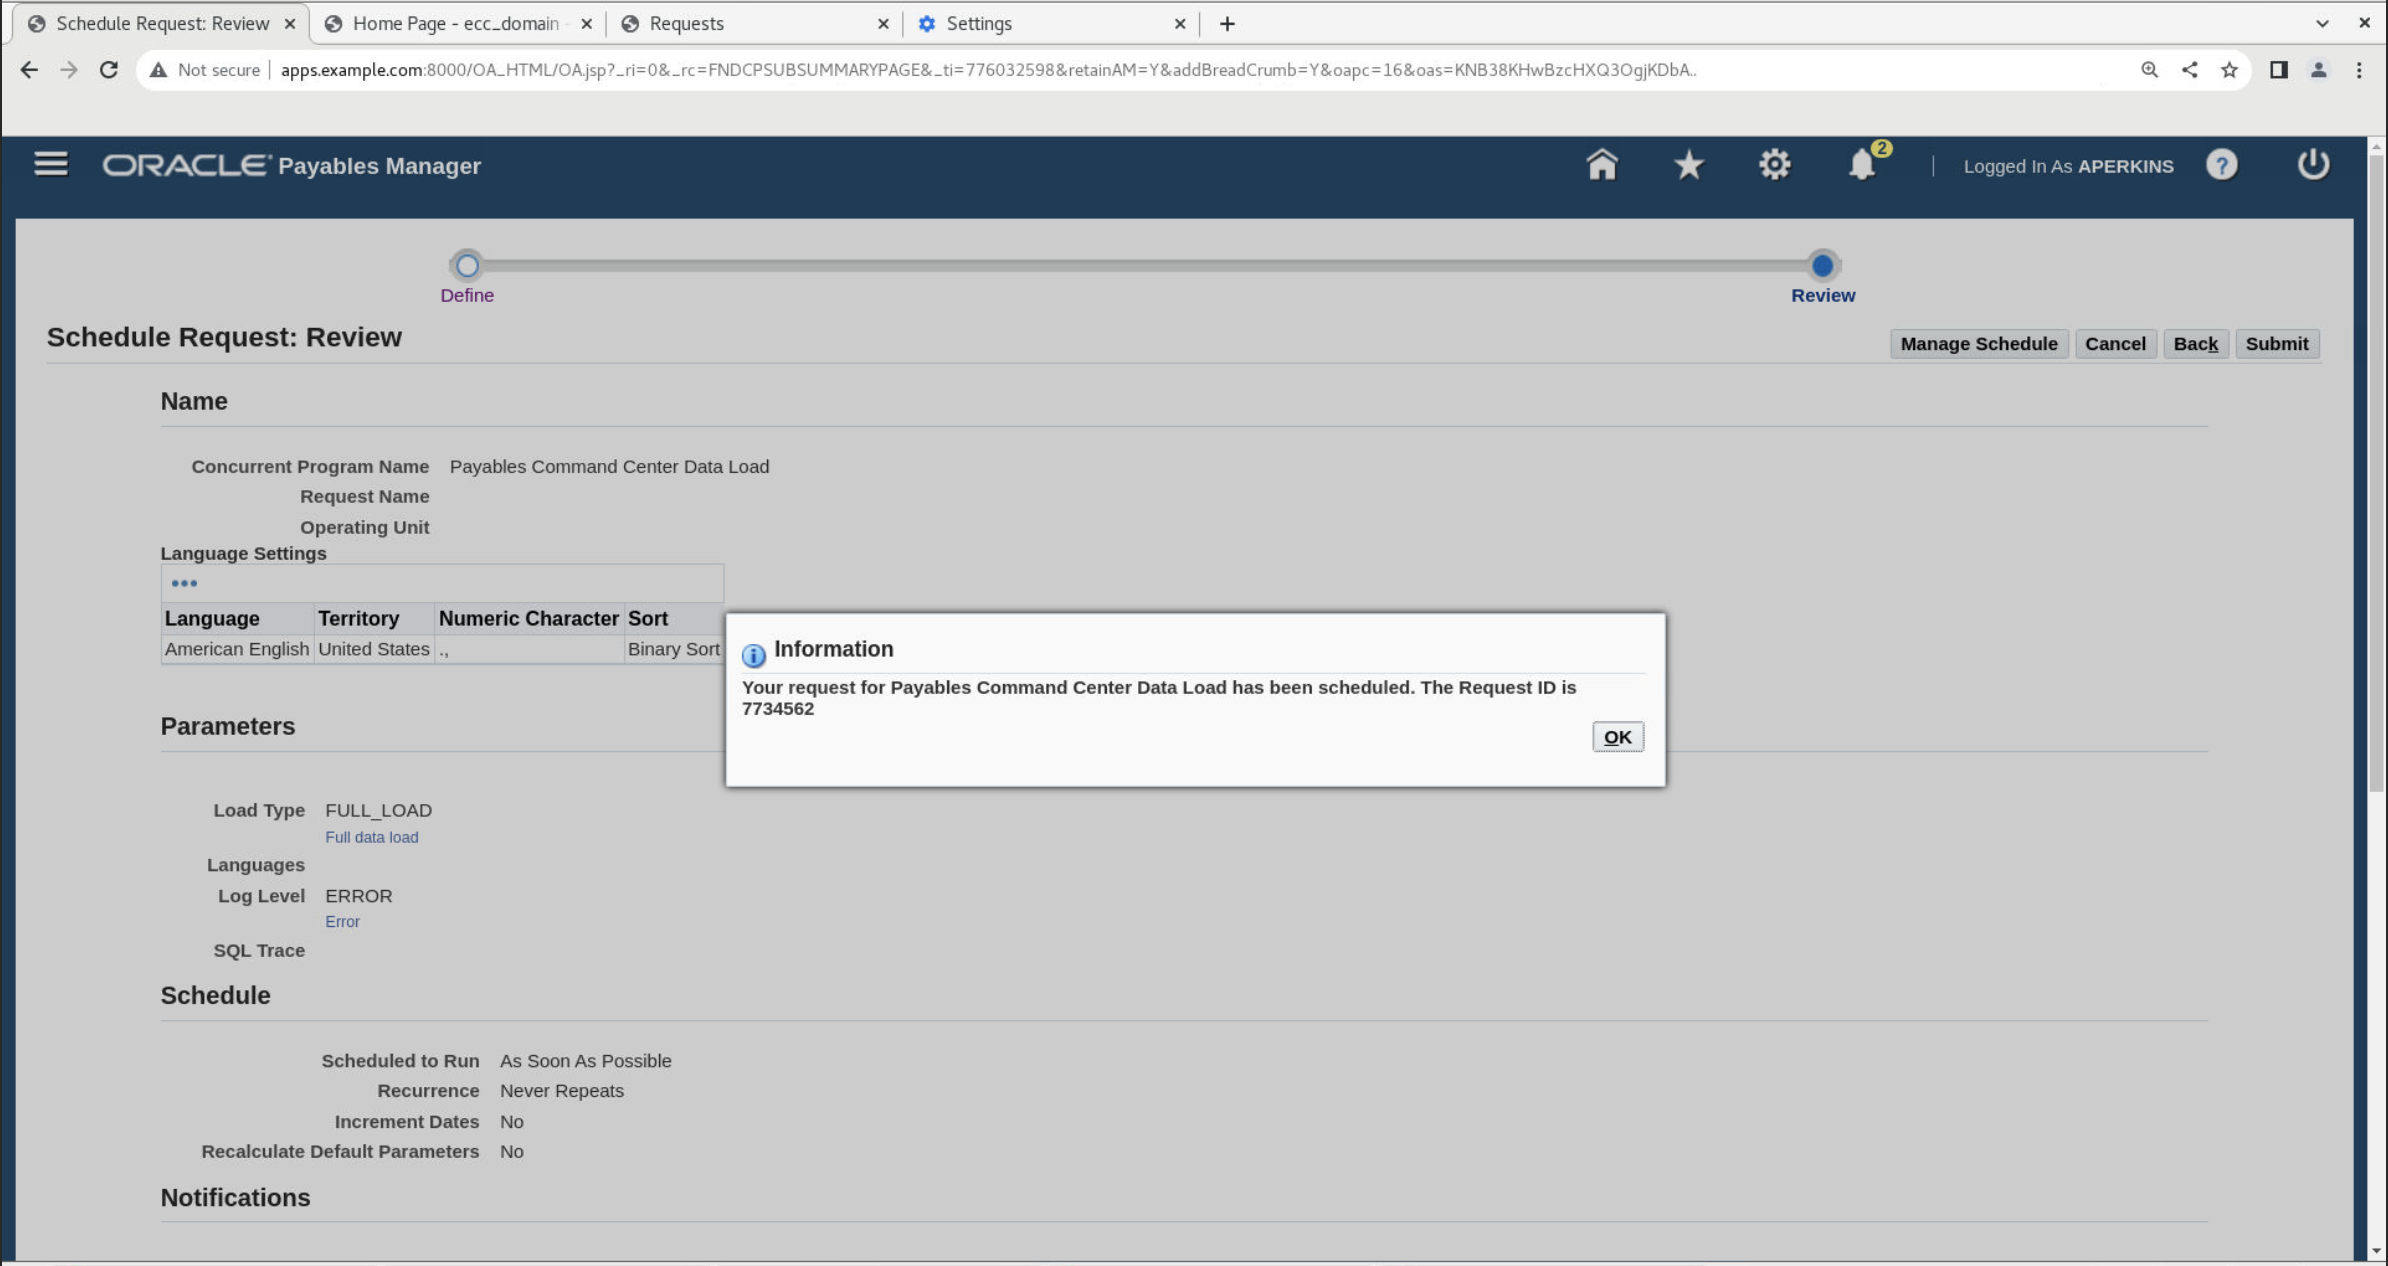 Schedule Request: Review
Home Page - ecc_domain
Requests
Settings
Not secure
apps.example.com:8000/OA_HTML/OA.jsp?_ri=0&_rc=FNDCPSUBSUMMARYPAGE&_ti=776032598&retainAM=Y&addBreadCrumb=Y&oapc=16&oas=KNB38KHwBzcHXQ3OgjKDbA..
ORACLE Payables Manager
2
Logged In As APERKINS
?
Define
Review
Schedule Request: Review
Manage Schedule
Cancel
Back
Submit
Name
Concurrent Program Name Payables Command Center Data Load
Request Name
Operating Unit
Language Settings
Language Territory Numeric Character Sort
American English United States ., Binary Sort
Information
Your request for Payables Command Center Data Load has been scheduled. The Request ID is
7734562
OK
Parameters
Load Type FULL_LOAD
Full data load
Languages
Log Level ERROR
Error
SQL Trace
Schedule
Scheduled to Run As Soon As Possible
Recurrence Never Repeats
Increment Dates No
Recalculate Default Parameters No
Notifications